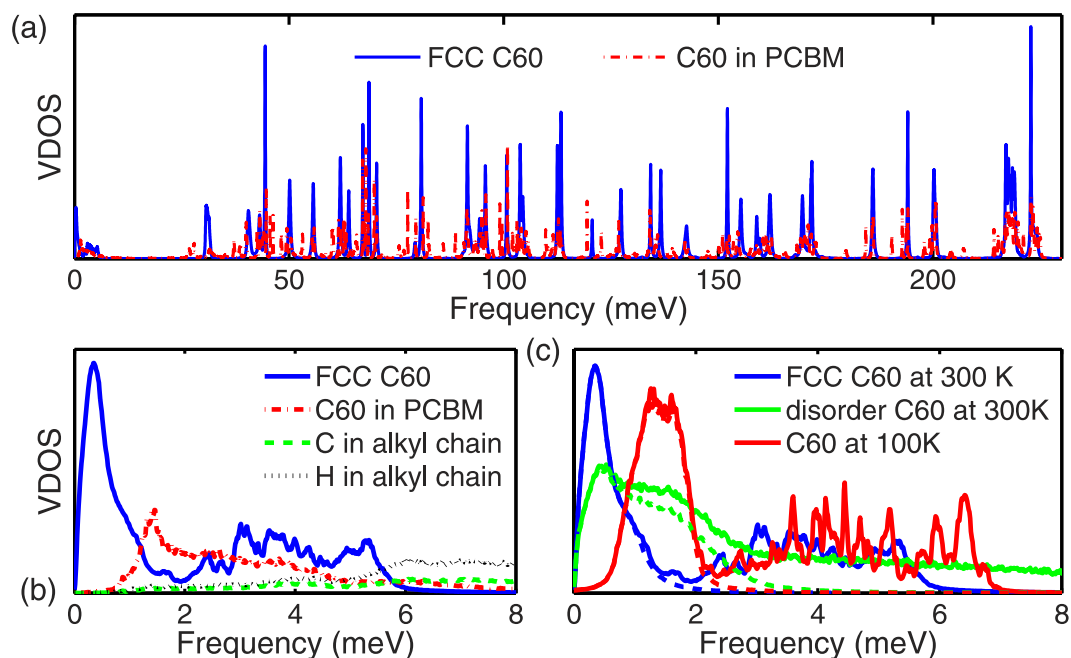 (a)
VDOS
FCC C60
C60 in PCBM
0 50 100 150 200
Frequency (meV)
(b)
VDOS
FCC C60
C60 in PCBM
C in alkyl chain
H in alkyl chain
0 2 4 6 8
Frequency (meV)
(c)
FCC C60 at 300 K
disorder C60 at 300K
C60 at 100K
0 2 4 6 8
Frequency (meV)